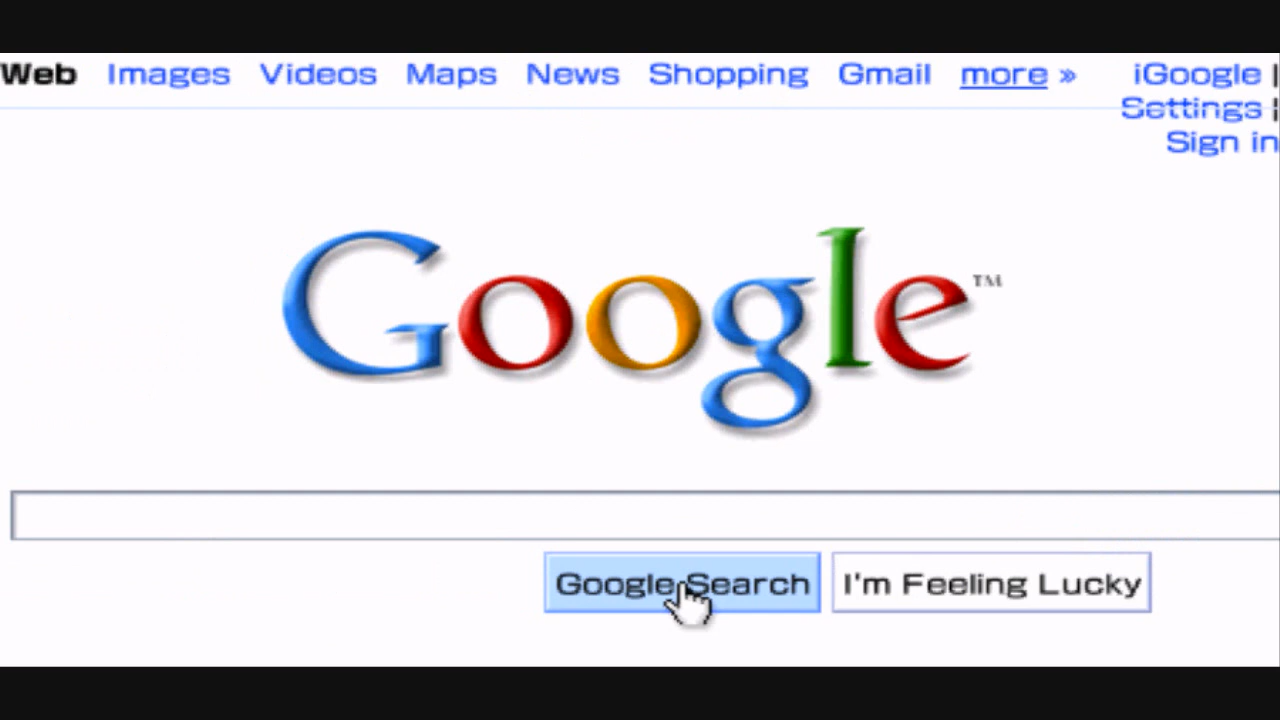 Web Images Videos Maps News Shopping Gmail more » iGoogle |
Settings |
Sign in
Google™
Google Search I'm Feeling Lucky